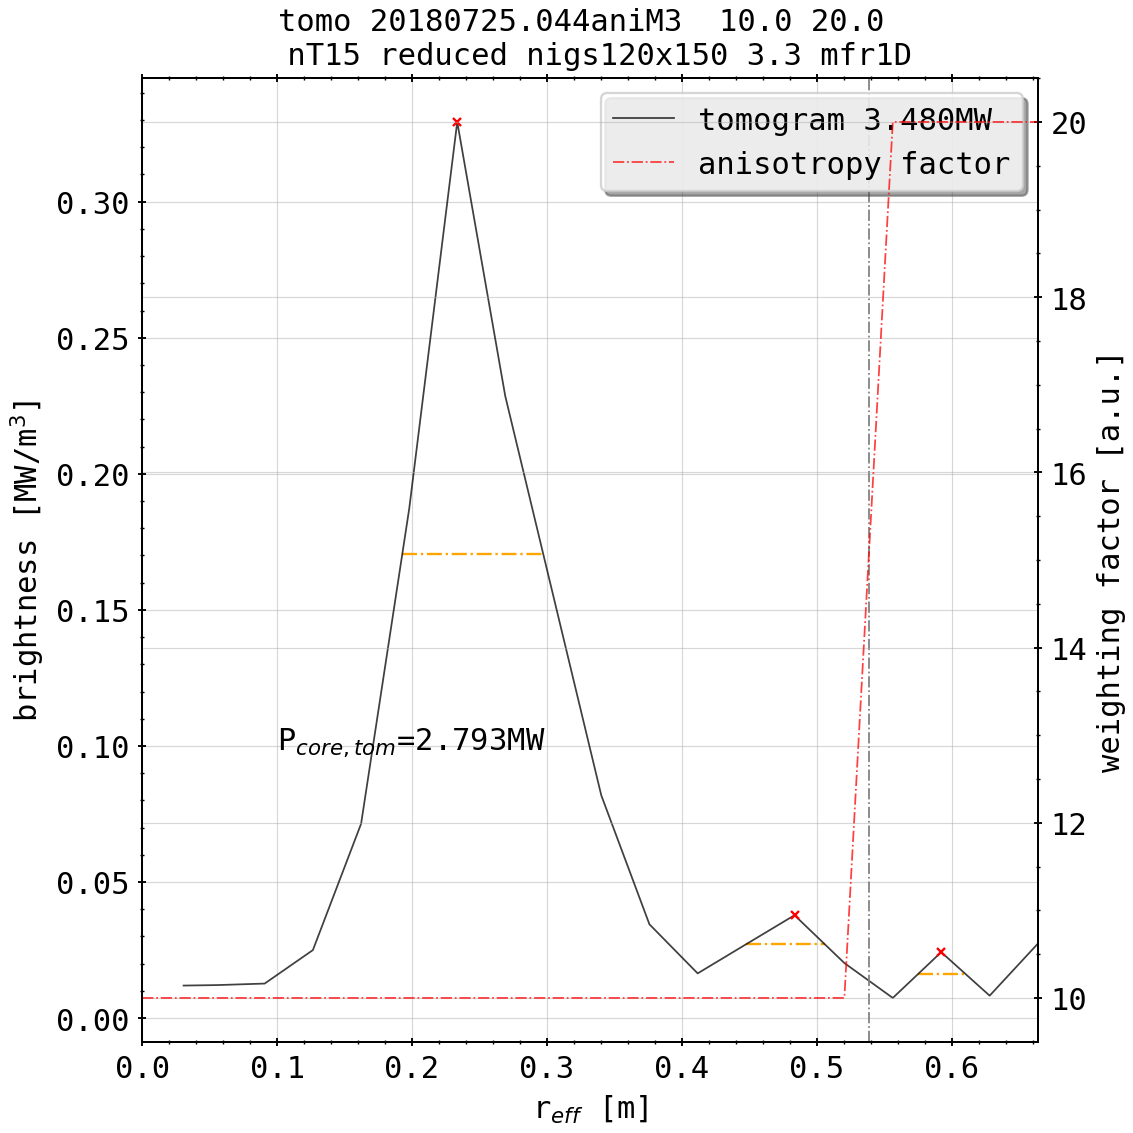 tomo 20180725.044aniM3  10.0 20.0
nT15 reduced nigs120x150 3.3 mfr1D
tomogram 3.480MW
anisotropy factor
brightness [MW/m³]
0.30
0.25
0.20
0.15
0.10
0.05
0.00
P_core,tom=2.793MW
20
18
16
14
12
10
weighting factor [a.u.]
0.0 0.1 0.2 0.3 0.4 0.5 0.6
r_eff [m]